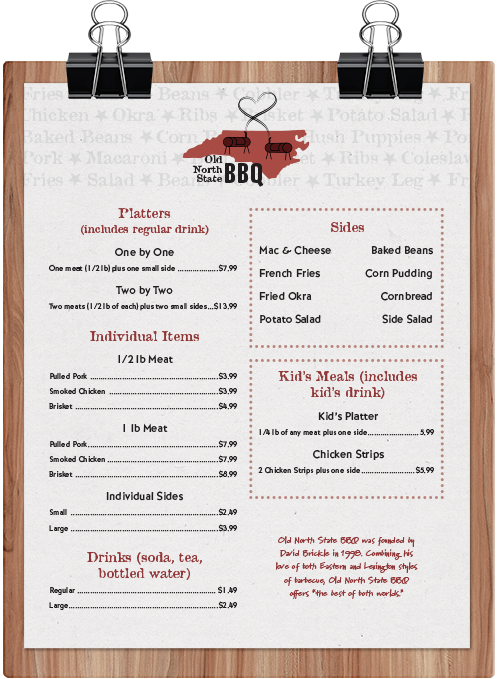 Fries ★ Beans ★ Cobbler ★ Turkey Leg ★ Fr
Chicken ★ Okra ★ Ribs ★ Brisket ★ Potato Salad ★ B
Baked Beans ★ Corn Hush Puppies ★ Po
Pork ★ Macaroni ★ Ribs ★ Coleslaw
Fries ★ Salad ★ Beans ★ Turkey Leg ★ Fr
Old
North
State
BBQ
Platters
(includes regular drink)
One by One
One meat (1/2 lb) plus one small side ..................$7.99
Two by Two
Two meats (1/2 lb of each) plus two small sides...$13.99
Individual Items
1/2 lb Meat
Pulled Pork ......................................................$3.99
Smoked Chicken ..............................................$3.99
Brisket .............................................................$4.99
1 lb Meat
Pulled Pork.......................................................$7.99
Smoked Chicken ..............................................$7.99
Brisket .............................................................$8.99
Individual Sides
Small ................................................................$2.49
Large ................................................................$3.99
Drinks (soda, tea,
bottled water)
Regular ............................................................$1.49
Large.................................................................$2.49
Sides
Mac & Cheese Baked Beans
French Fries Corn Pudding
Fried Okra Cornbread
Potato Salad Side Salad
Kid's Meals (includes
kid's drink)
Kid's Platter
1/4 lb of any meat plus one side.......................5.99
Chicken Strips
2 Chicken Strips plus one side........................$5.99
Old North State BBQ was founded by
David Brickle in 1998. Combining his
love of both Eastern and Lexington styles
of barbecue, Old North State BBQ
offers "the best of both worlds."